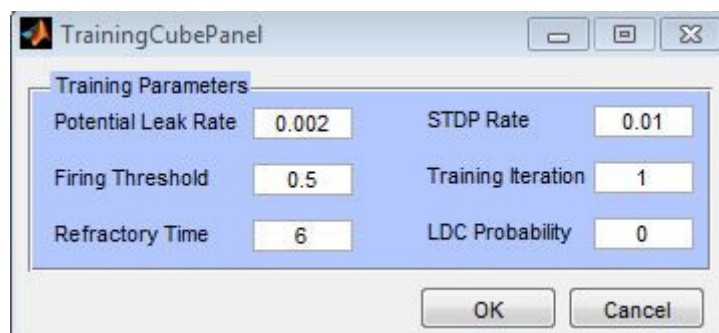 TrainingCubePanel
Training Parameters
Potential Leak Rate 0.002 STDP Rate 0.01
Firing Threshold 0.5 Training Iteration 1
Refractory Time 6 LDC Probability 0
OK Cancel